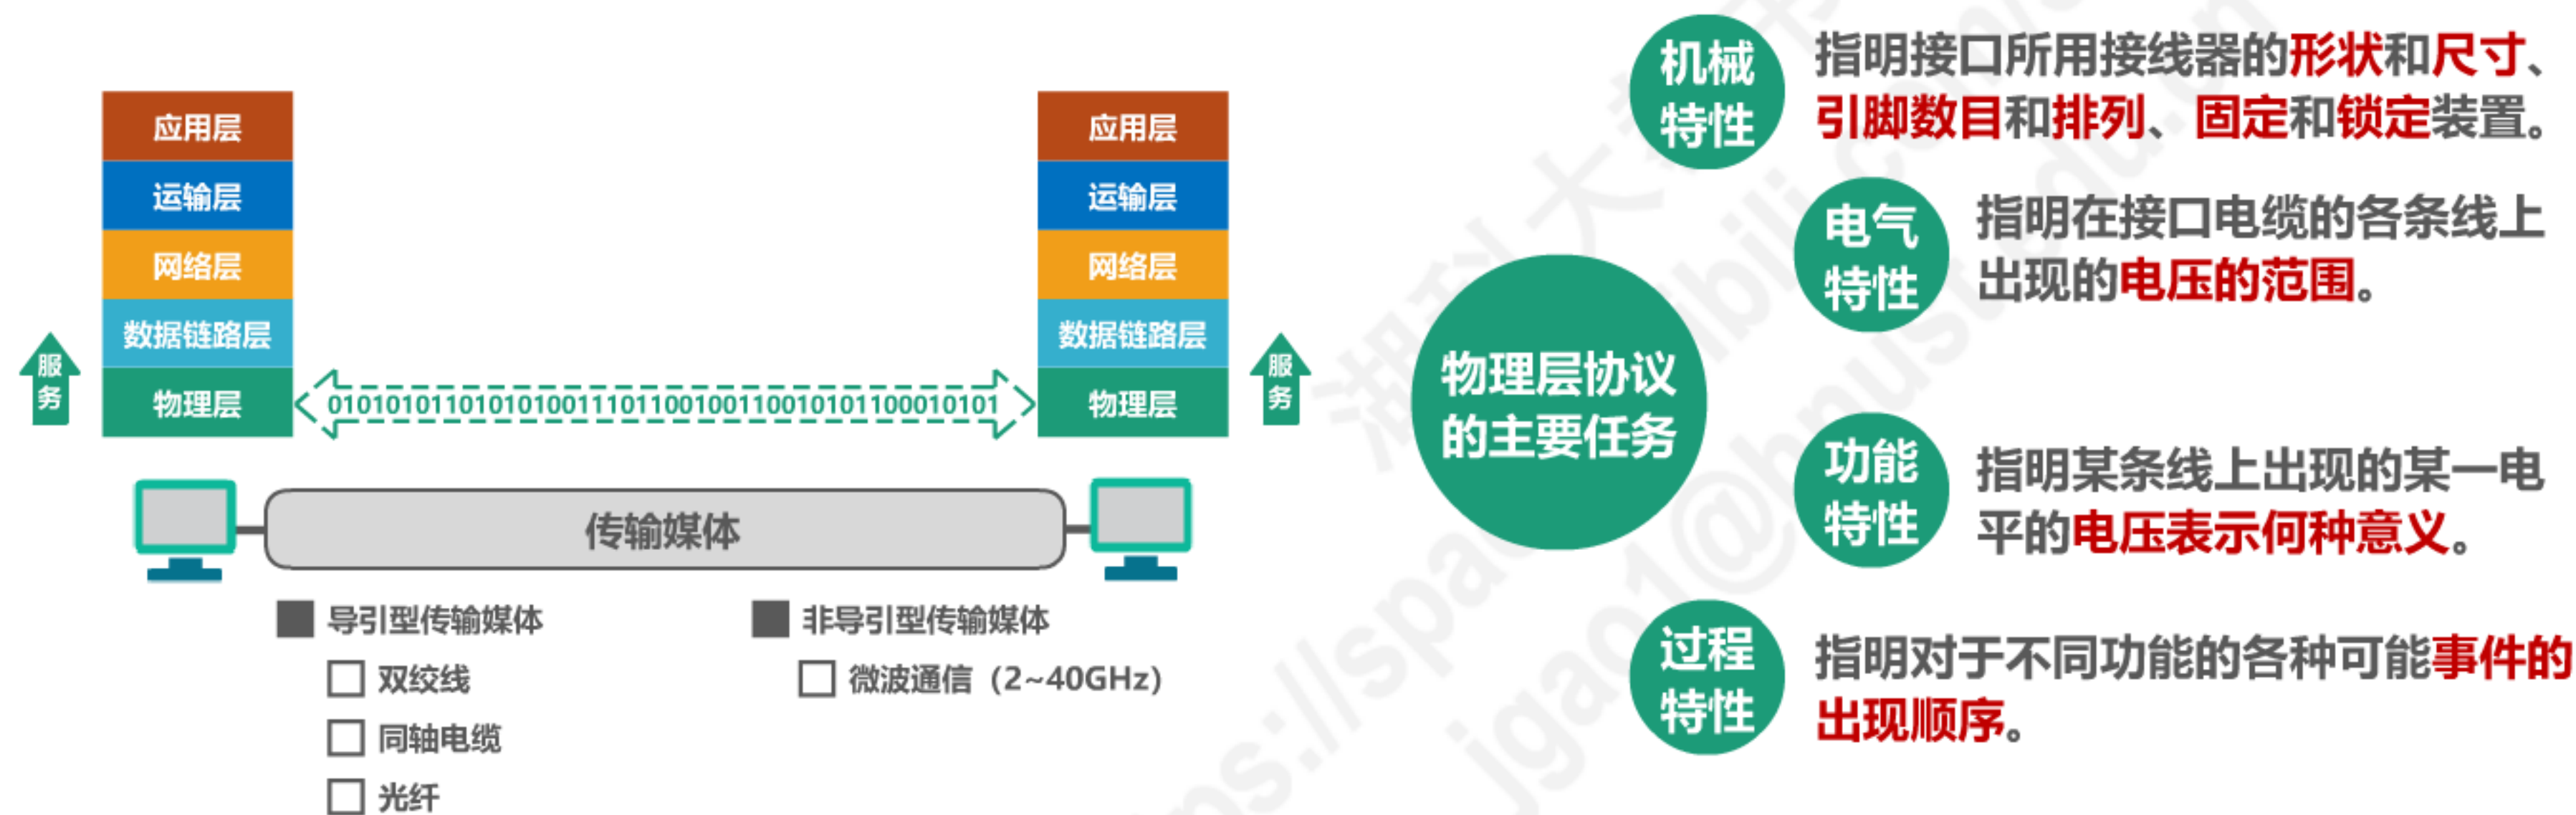 应用层
运输层
网络层
数据链路层
物理层
服务
010101011010101001110110010011001010110001010​1
应用层
运输层
网络层
数据链路层
物理层
服务
传输媒体
导引型传输媒体
双绞线
同轴电缆
光纤
非导引型传输媒体
微波通信（2~40GHz）
物理层协议
的主要任务
机械
特性
指明接口所用接线器的形状和尺寸、
引脚数目和排列、固定和锁定装置。
电气
特性
指明在接口电缆的各条线上
出现的电压的范围。
功能
特性
指明某条线上出现的某一电
平的电压表示何种意义。
过程
特性
指明对于不同功能的各种可能事件的
出现顺序。